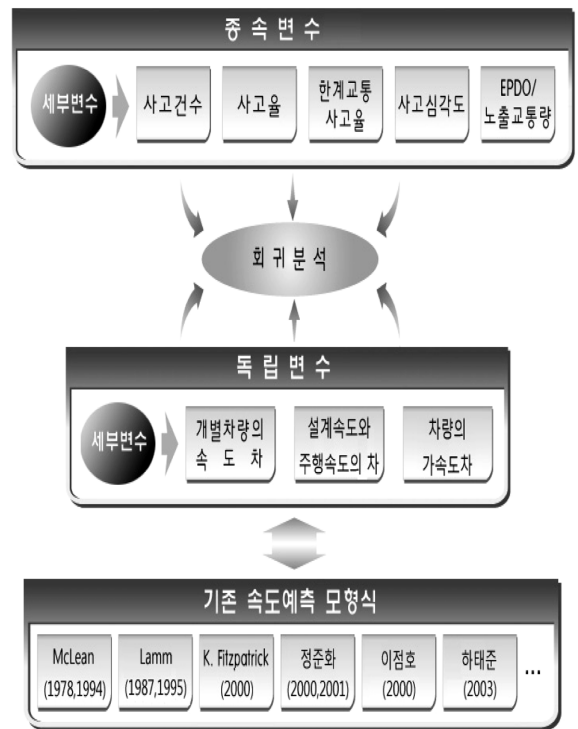 종 속 변 수
세부변수
사고건수
사고율
한계교통
사고율
사고심각도
EPDO/
노출교통량
회 귀 분 석
독 립 변 수
세부변수
개별차량의
속 도 차
설계속도와
주행속도의 차
차량의
가속도차
기존 속도예측 모형식
McLean
(1978,1994)
Lamm
(1987,1995)
K. Fitzpatrick
(2000)
정준화
(2000,2001)
이점호
(2000)
하태준
(2003)
...